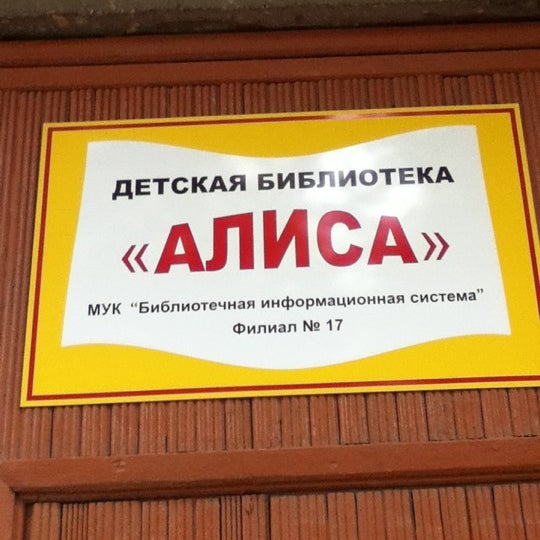 ДЕТСКАЯ БИБЛИОТЕКА
«АЛИСА»
МУК “Библиотечная информационная система”
Филиал № 17